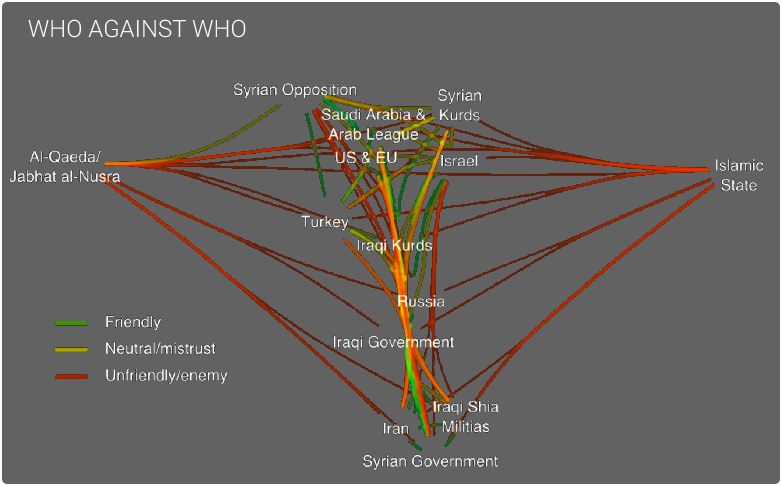 WHO AGAINST WHO
Syrian Opposition
Syrian
Kurds
Saudi Arabia &
Arab League
US & EU
Israel
Al-Qaeda/
Jabhat al-Nusra
Islamic
State
Turkey
Iraqi Kurds
Russia
Iraqi Government
Friendly
Neutral/mistrust
Unfriendly/enemy
Iraqi Shia
Militias
Iran
Syrian Government